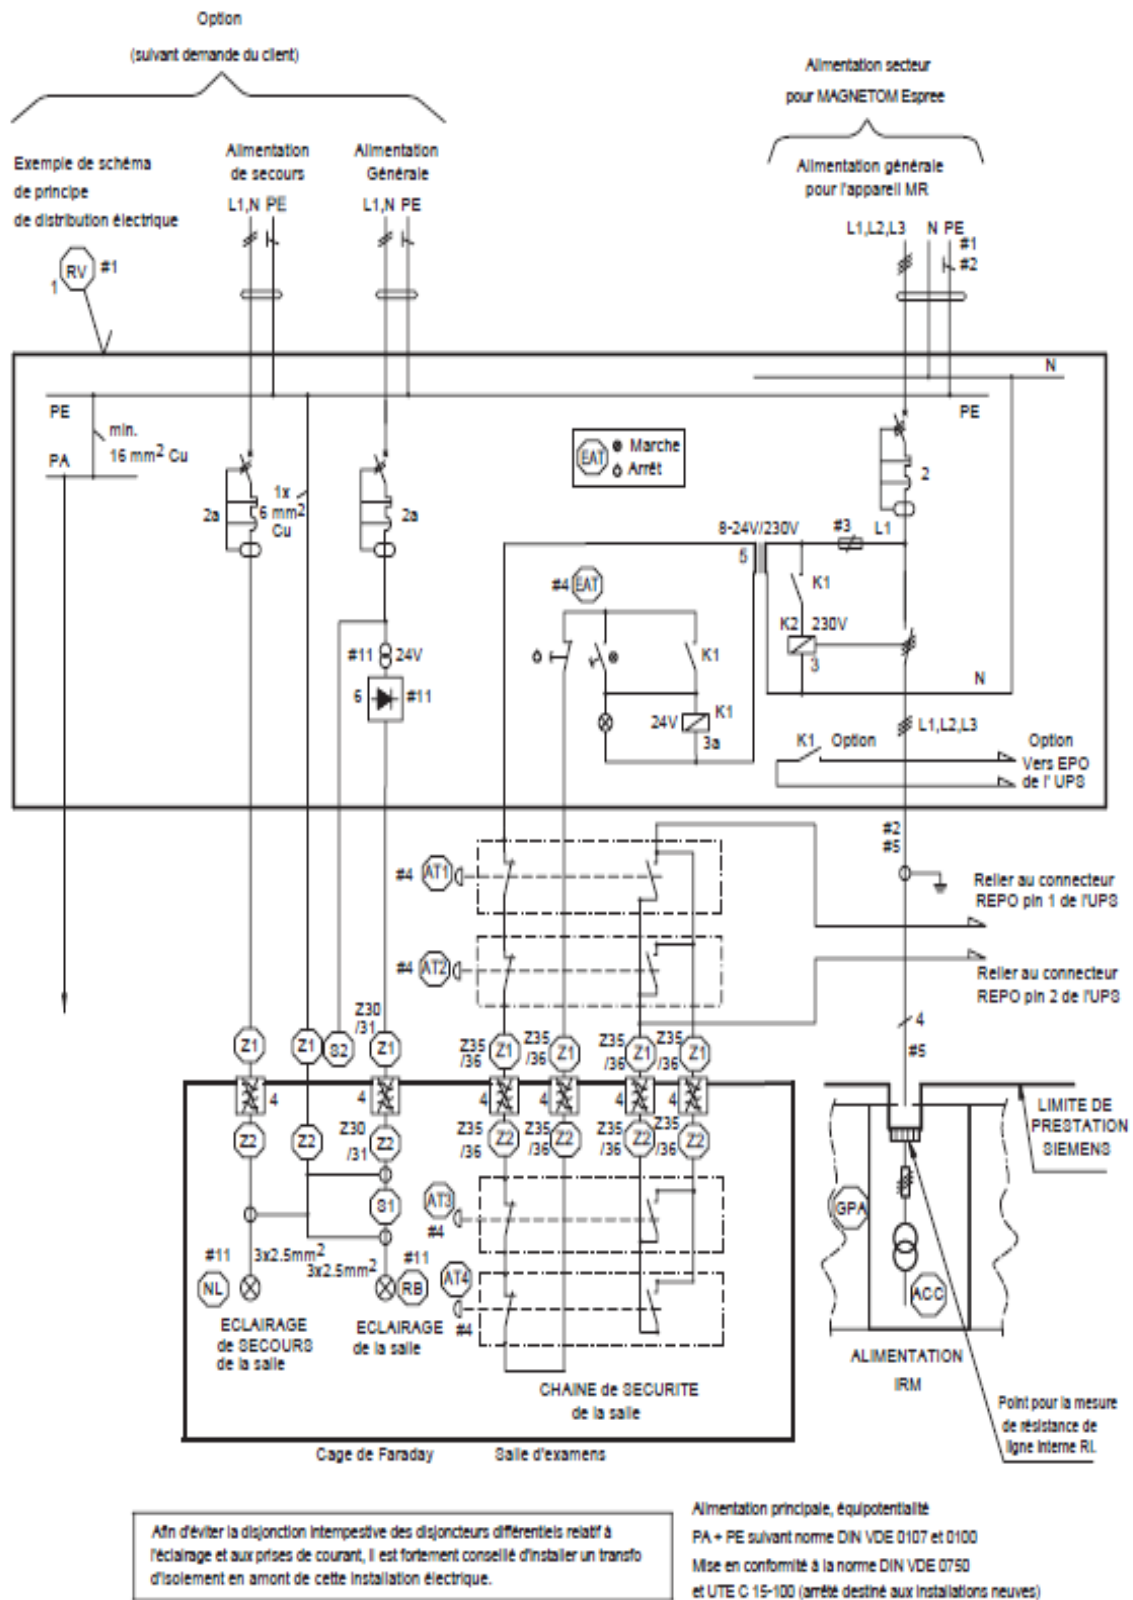 Option
(suivant demande du client)
Alimentation secteur
pour MAGNETOM Espree
Exemple de schéma
de principe
de distribution électrique
Alimentation
de secours
L1,N PE
Alimentation
Générale
L1,N PE
Alimentation générale
pour l'appareil MR
L1,L2,L3 N PE
#1
#2
RV
#1
1
N
PE
PE
min.
16 mm² Cu
PA
EAT
Marche
Arrêt
2a
1x
6 mm²
Cu
2a
2
8-24V/230V
#3
L1
5
K1
#4
EAT
K2
230V
3
K1
#11
24V
6
#11
24V
K1
3a
N
L1,L2,L3
K1
Option
Option
Vers EPO
de l' UPS
#2
#5
#4
AT1
Relier au connecteur
REPO pin 1 de l'UPS
#4
AT2
Relier au connecteur
REPO pin 2 de l'UPS
4
#5
Z30
/31
Z1
Z1
S2
Z1
Z35
/36
Z1
Z35
/36
Z1
Z35
/36
Z1
Z35
/36
Z1
4
4
4
4
4
4
Z2
Z2
Z30
/31
Z2
Z35
/36
Z2
Z35
/36
Z2
Z35
/36
Z2
Z35
/36
Z2
LIMITE DE
PRESTATION
SIEMENS
S1
AT3
#4
GPA
#11
3x2.5mm²
3x2.5mm²
#11
NL
RB
AT4
#4
ACC
ECLAIRAGE
de SECOURS
de la salle
ECLAIRAGE
de la salle
CHAINE de SECURITE
de la salle
ALIMENTATION
IRM
Point pour la mesure
de résistance de
ligne interne RI.
Cage de Faraday
Salle d'examens
Afin d'éviter la disjonction intempestive des disjoncteurs différentiels relatif à
l'éclairage et aux prises de courant, il est fortement conseillé d'installer un transfo
d'isolement en amont de cette installation électrique.
Alimentation principale, équipotentialité
PA + PE suivant norme DIN VDE 0107 et 0100
Mise en conformité à la norme DIN VDE 0750
et UTE C 15-100 (arrêté destiné aux installations neuves)